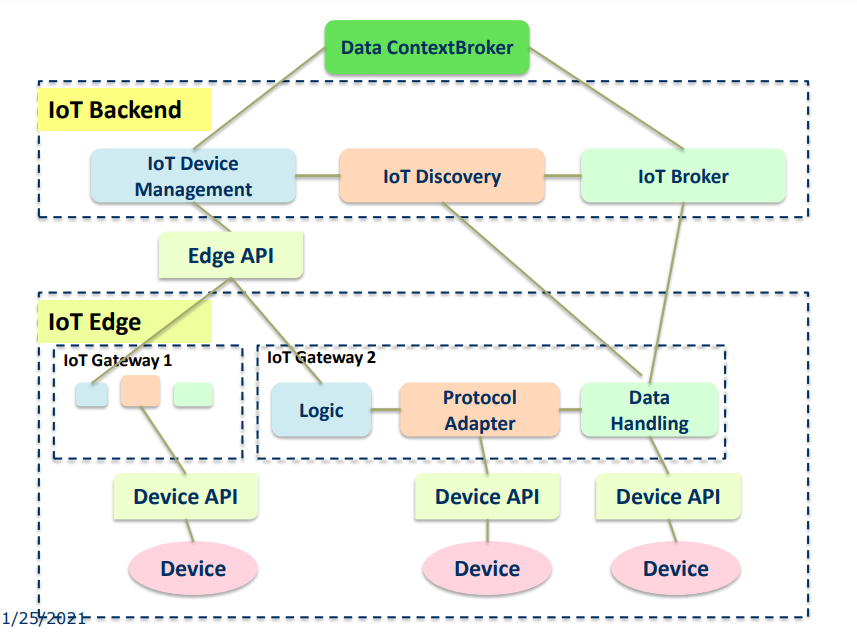 Data ContextBroker
IoT Backend
IoT Device
Management
IoT Discovery
IoT Broker
Edge API
IoT Edge
IoT Gateway 1
IoT Gateway 2
Logic
Protocol
Adapter
Data
Handling
Device API
Device API
Device API
Device
Device
Device
1/25/2021